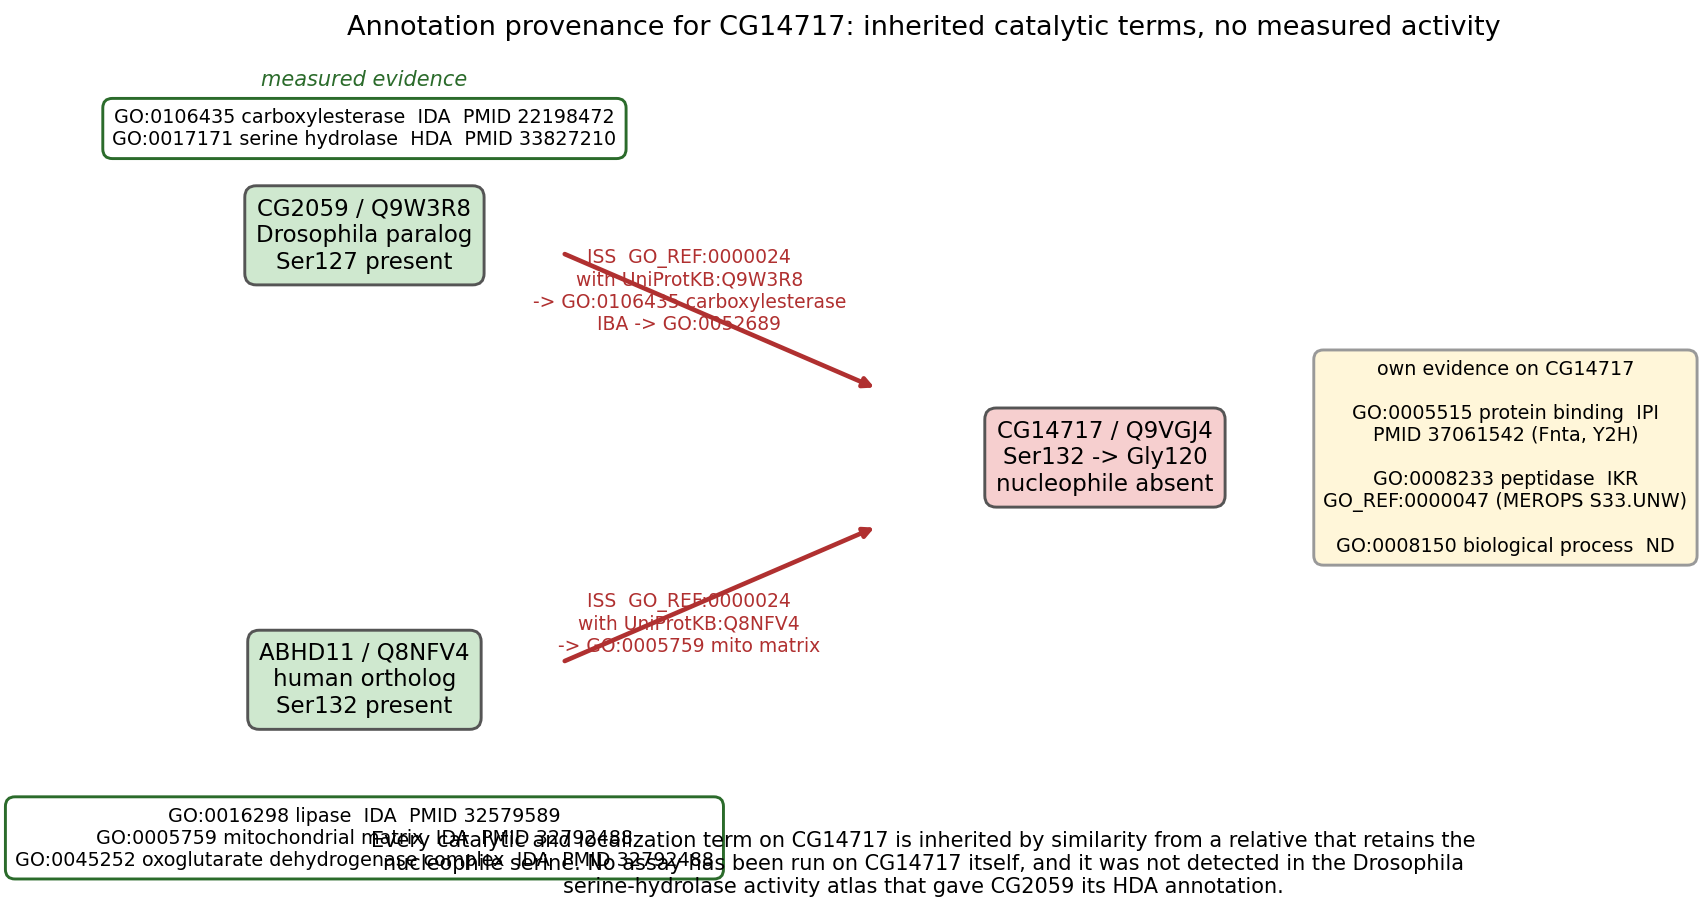 Annotation provenance for CG14717: inherited catalytic terms, no measured activity
measured evidence
GO:0106435 carboxylesterase  IDA  PMID 22198472
GO:0017171 serine hydrolase  HDA  PMID 33827210
CG2059 / Q9W3R8
Drosophila paralog
Ser127 present
ISS  GO_REF:0000024
with UniProtKB:Q9W3R8
-> GO:0106435 carboxylesterase
IBA -> GO:0052689
own evidence on CG14717
GO:0005515 protein binding  IPI
PMID 37061542 (Fnta, Y2H)
GO:0008233 peptidase  IKR
GO_REF:0000047 (MEROPS S33.UNW)
GO:0008150 biological process  ND
CG14717 / Q9VGJ4
Ser132 -> Gly120
nucleophile absent
ISS  GO_REF:0000024
with UniProtKB:Q8NFV4
-> GO:0005759 mito matrix
ABHD11 / Q8NFV4
human ortholog
Ser132 present
GO:0016298 lipase  IDA  PMID 32579589
GO:0005759 mitochondrial matrix  IDA  PMID 32792488
GO:0045252 oxoglutarate dehydrogenase complex  IDA  PMID 32792488
Every catalytic and localization term on CG14717 is inherited by similarity from a relative that retains the
nucleophile serine. No assay has been run on CG14717 itself, and it was not detected in the Drosophila
serine-hydrolase activity atlas that gave CG2059 its HDA annotation.